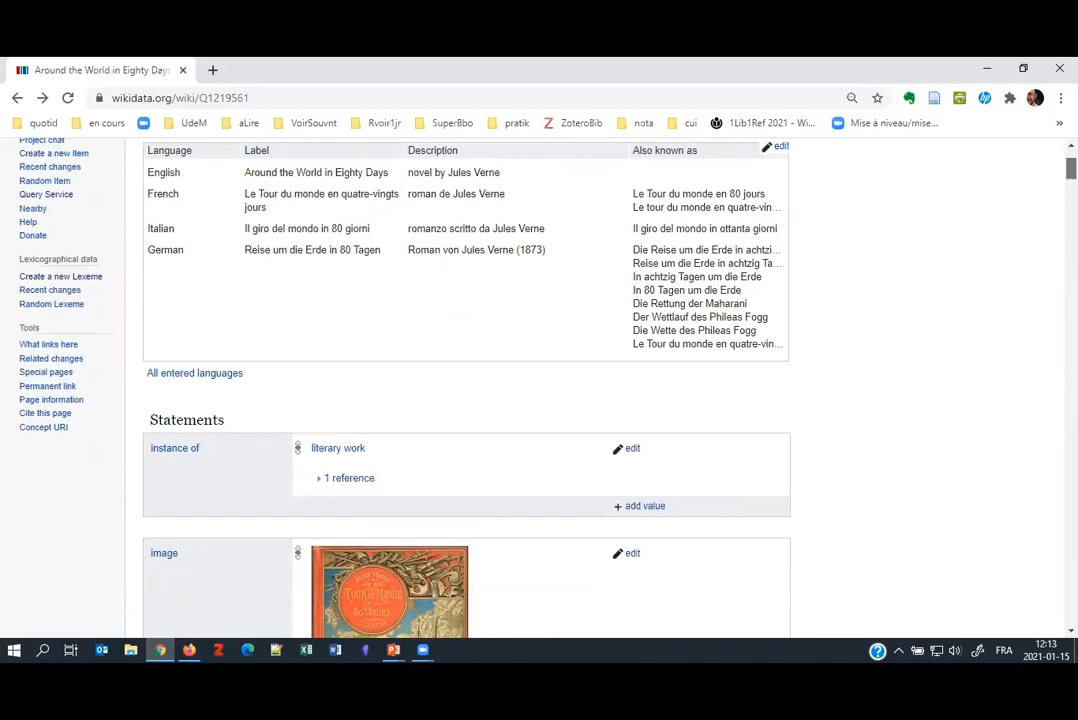 Around the World in Eighty Days
wikidata.org/wiki/Q1219561
quotid en cours UdeM aLire VoirSouvnt Rvoir1jr SuperBbo pratik ZoteroBib nota cui 1Lib1Ref 2021 - Wi... Mise à niveau/mise... »
Project chat
Create a new Item
Recent changes
Random Item
Query Service
Nearby
Help
Donate
Lexicographical data
Create a new Lexeme
Recent changes
Random Lexeme
Tools
What links here
Related changes
Special pages
Permanent link
Page information
Cite this page
Concept URI
Language Label Description Also known as edit
English Around the World in Eighty Days novel by Jules Verne
French Le Tour du monde en quatre-vingts roman de Jules Verne Le Tour du monde en 80 jours
jours Le tour du monde en quatre-vin...
Italian Il giro del mondo in 80 giorni romanzo scritto da Jules Verne Il giro del mondo in ottanta giorni
German Reise um die Erde in 80 Tagen Roman von Jules Verne (1873) Die Reise um die Erde in achtzi...
Reise um die Erde in achtzig Ta...
In achtzig Tagen um die Erde
In 80 Tagen um die Erde
Die Rettung der Maharani
Der Wettlauf des Phileas Fogg
Die Wette des Phileas Fogg
Le Tour du monde en quatre-vin...
All entered languages
Statements
instance of literary work edit
1 reference
+ add value
image edit
TOUR DU MONDE
FRA
12:13
2021-01-15